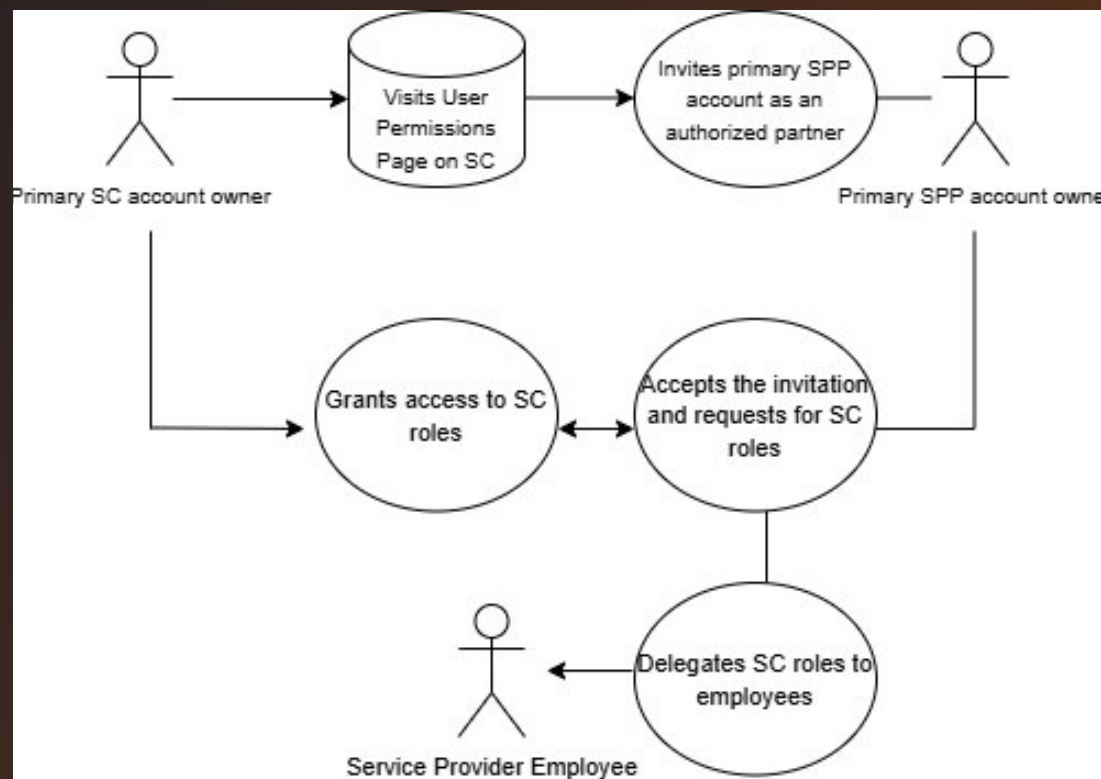 Visits User
Permissions
Page on SC
Invites primary SPP
account as an
authorized partner
Primary SC account owner
Primary SPP account owne
Grants access to SC
roles
Accepts the invitation
and requests for SC
roles
Delegates SC roles to
employees
Service Provider Employee